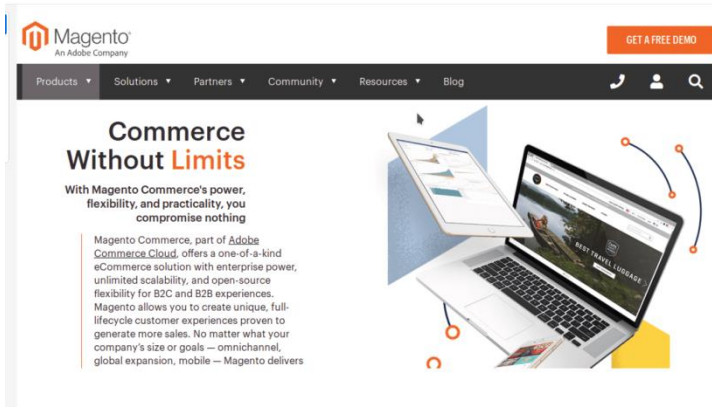 Magento
An Adobe Company
GET A FREE DEMO
Products
Solutions
Partners
Community
Resources
Blog
Commerce
Without Limits
With Magento Commerce's power,
flexibility, and practicality, you
compromise nothing
Magento Commerce, part of Adobe
Commerce Cloud, offers a one-of-a-kind
eCommerce solution with enterprise power,
unlimited scalability, and open-source
flexibility for B2C and B2B experiences.
Magento allows you to create unique, full-
lifecycle customer experiences proven to
generate more sales. No matter what your
company's size or goals — omnichannel,
global expansion, mobile — Magento delivers
BEST TRAVEL LUGGAGE